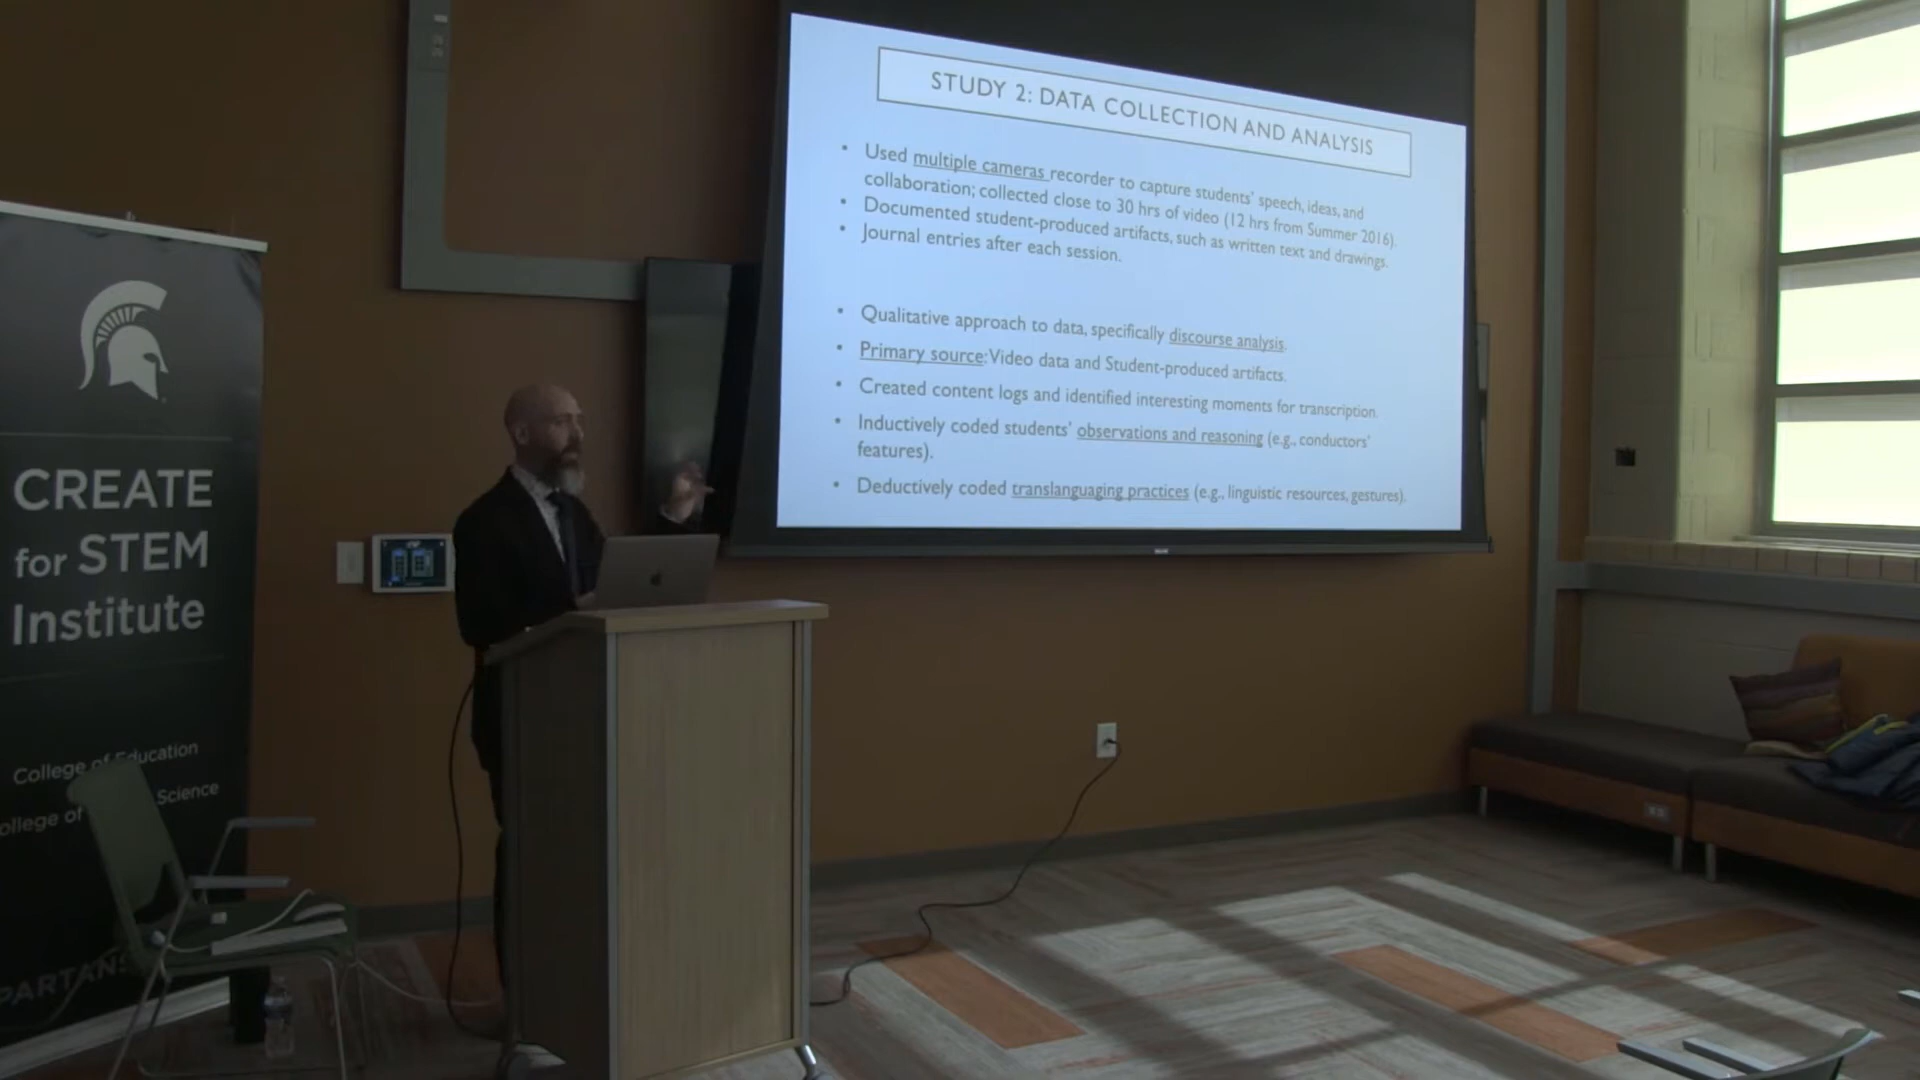 STUDY 2: DATA COLLECTION AND ANALYSIS
• Used multiple cameras recorder to capture students' speech, ideas, and
collaboration; collected close to 30 hrs of video (12 hrs from Summer 2016).
• Documented student-produced artifacts, such as written text and drawings.
• Journal entries after each session.
• Qualitative approach to data, specifically discourse analysis.
• Primary source: Video data and Student-produced artifacts.
• Created content logs and identified interesting moments for transcription.
• Inductively coded students' observations and reasoning (e.g., conductors'
features).
• Deductively coded translanguaging practices (e.g., linguistic resources, gestures).
CREATE
for STEM
Institute
College of Education
College of Science
PARTANS